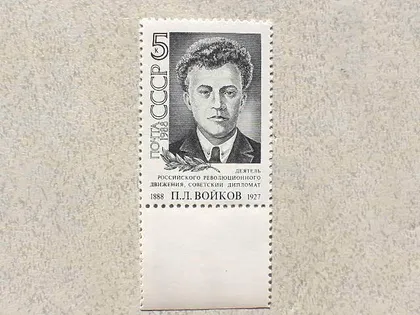 5 К
ПОЧТА СССР 1988
ДЕЯТЕЛЬ
РОССИЙСКОГО РЕВОЛЮЦИОННОГО
ДВИЖЕНИЯ, СОВЕТСКИЙ ДИПЛОМАТ
1888 П.Л. ВОЙКОВ 1927